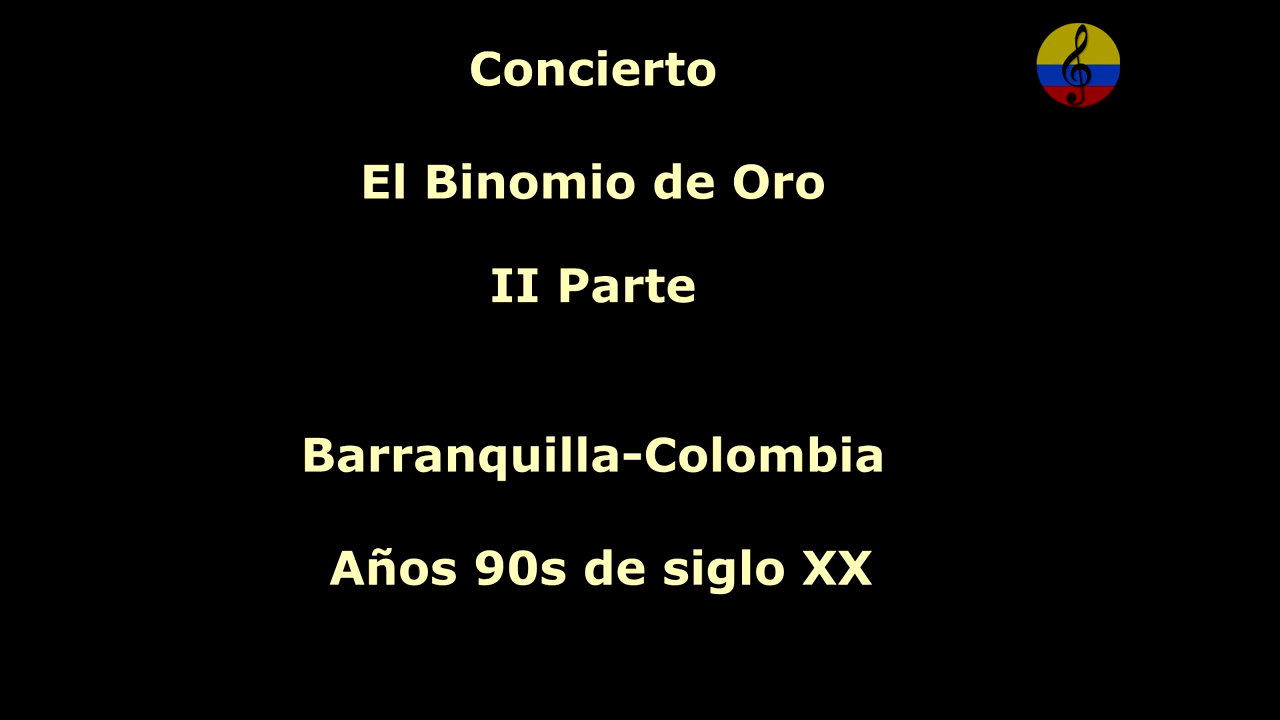 Concierto
El Binomio de Oro
II Parte
Barranquilla-Colombia
Años 90s de siglo XX